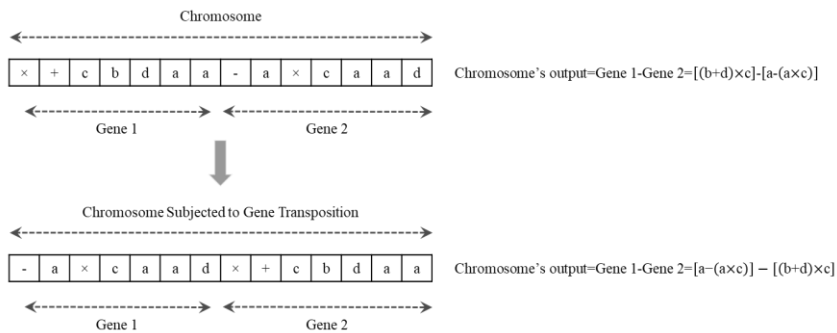 Chromosome
× + c b d a a - a × c a a d Chromosome's output=Gene 1-Gene 2=[(b+d)×c]-[a-(a×c)]
Gene 1 Gene 2
Chromosome Subjected to Gene Transposition
- a × c a a d × + c b d a a Chromosome's output=Gene 1-Gene 2=[a−(a×c)] − [(b+d)×c]
Gene 1 Gene 2